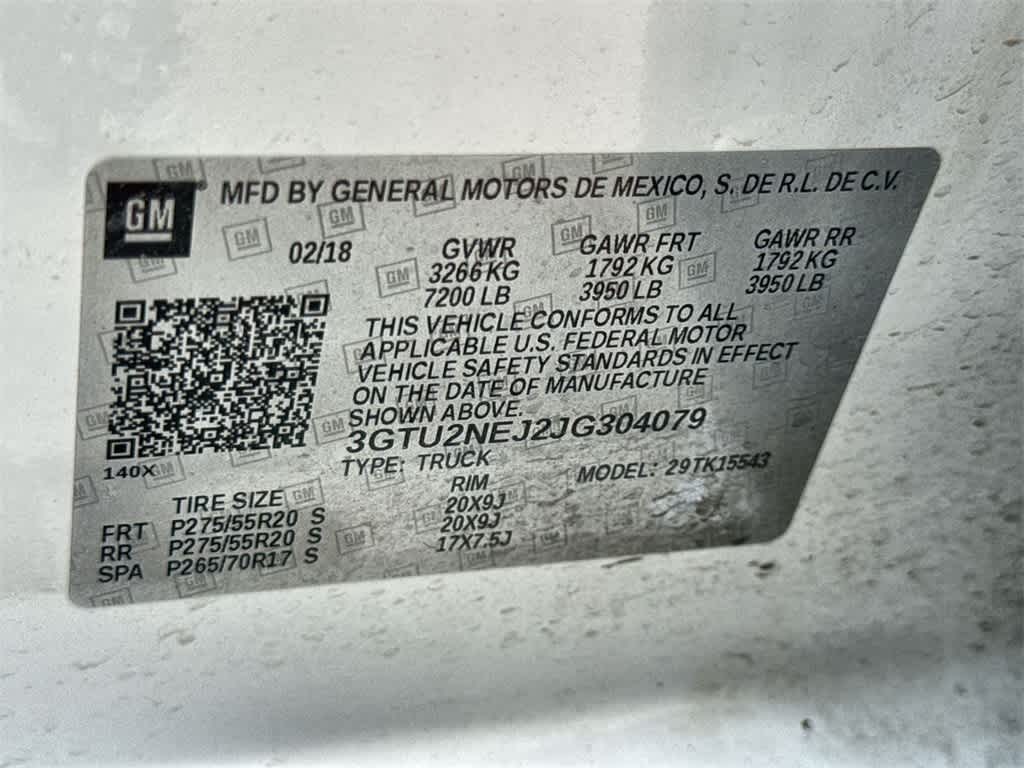 GM MFD BY GENERAL MOTORS DE MEXICO, S. DE R.L. DE C.V.
02/18 GVWR GAWR FRT GAWR RR
3266 KG 1792 KG 1792 KG
7200 LB 3950 LB 3950 LB
THIS VEHICLE CONFORMS TO ALL
APPLICABLE U.S. FEDERAL MOTOR
VEHICLE SAFETY STANDARDS IN EFFECT
ON THE DATE OF MANUFACTURE
SHOWN ABOVE.
3GTU2NEJ2JG304079
140X TYPE: TRUCK MODEL: 29TK15543
TIRE SIZE RIM
FRT P275/55R20 S 20X9J
RR P275/55R20 S 20X9J
SPA P265/70R17 S 17X7.5J